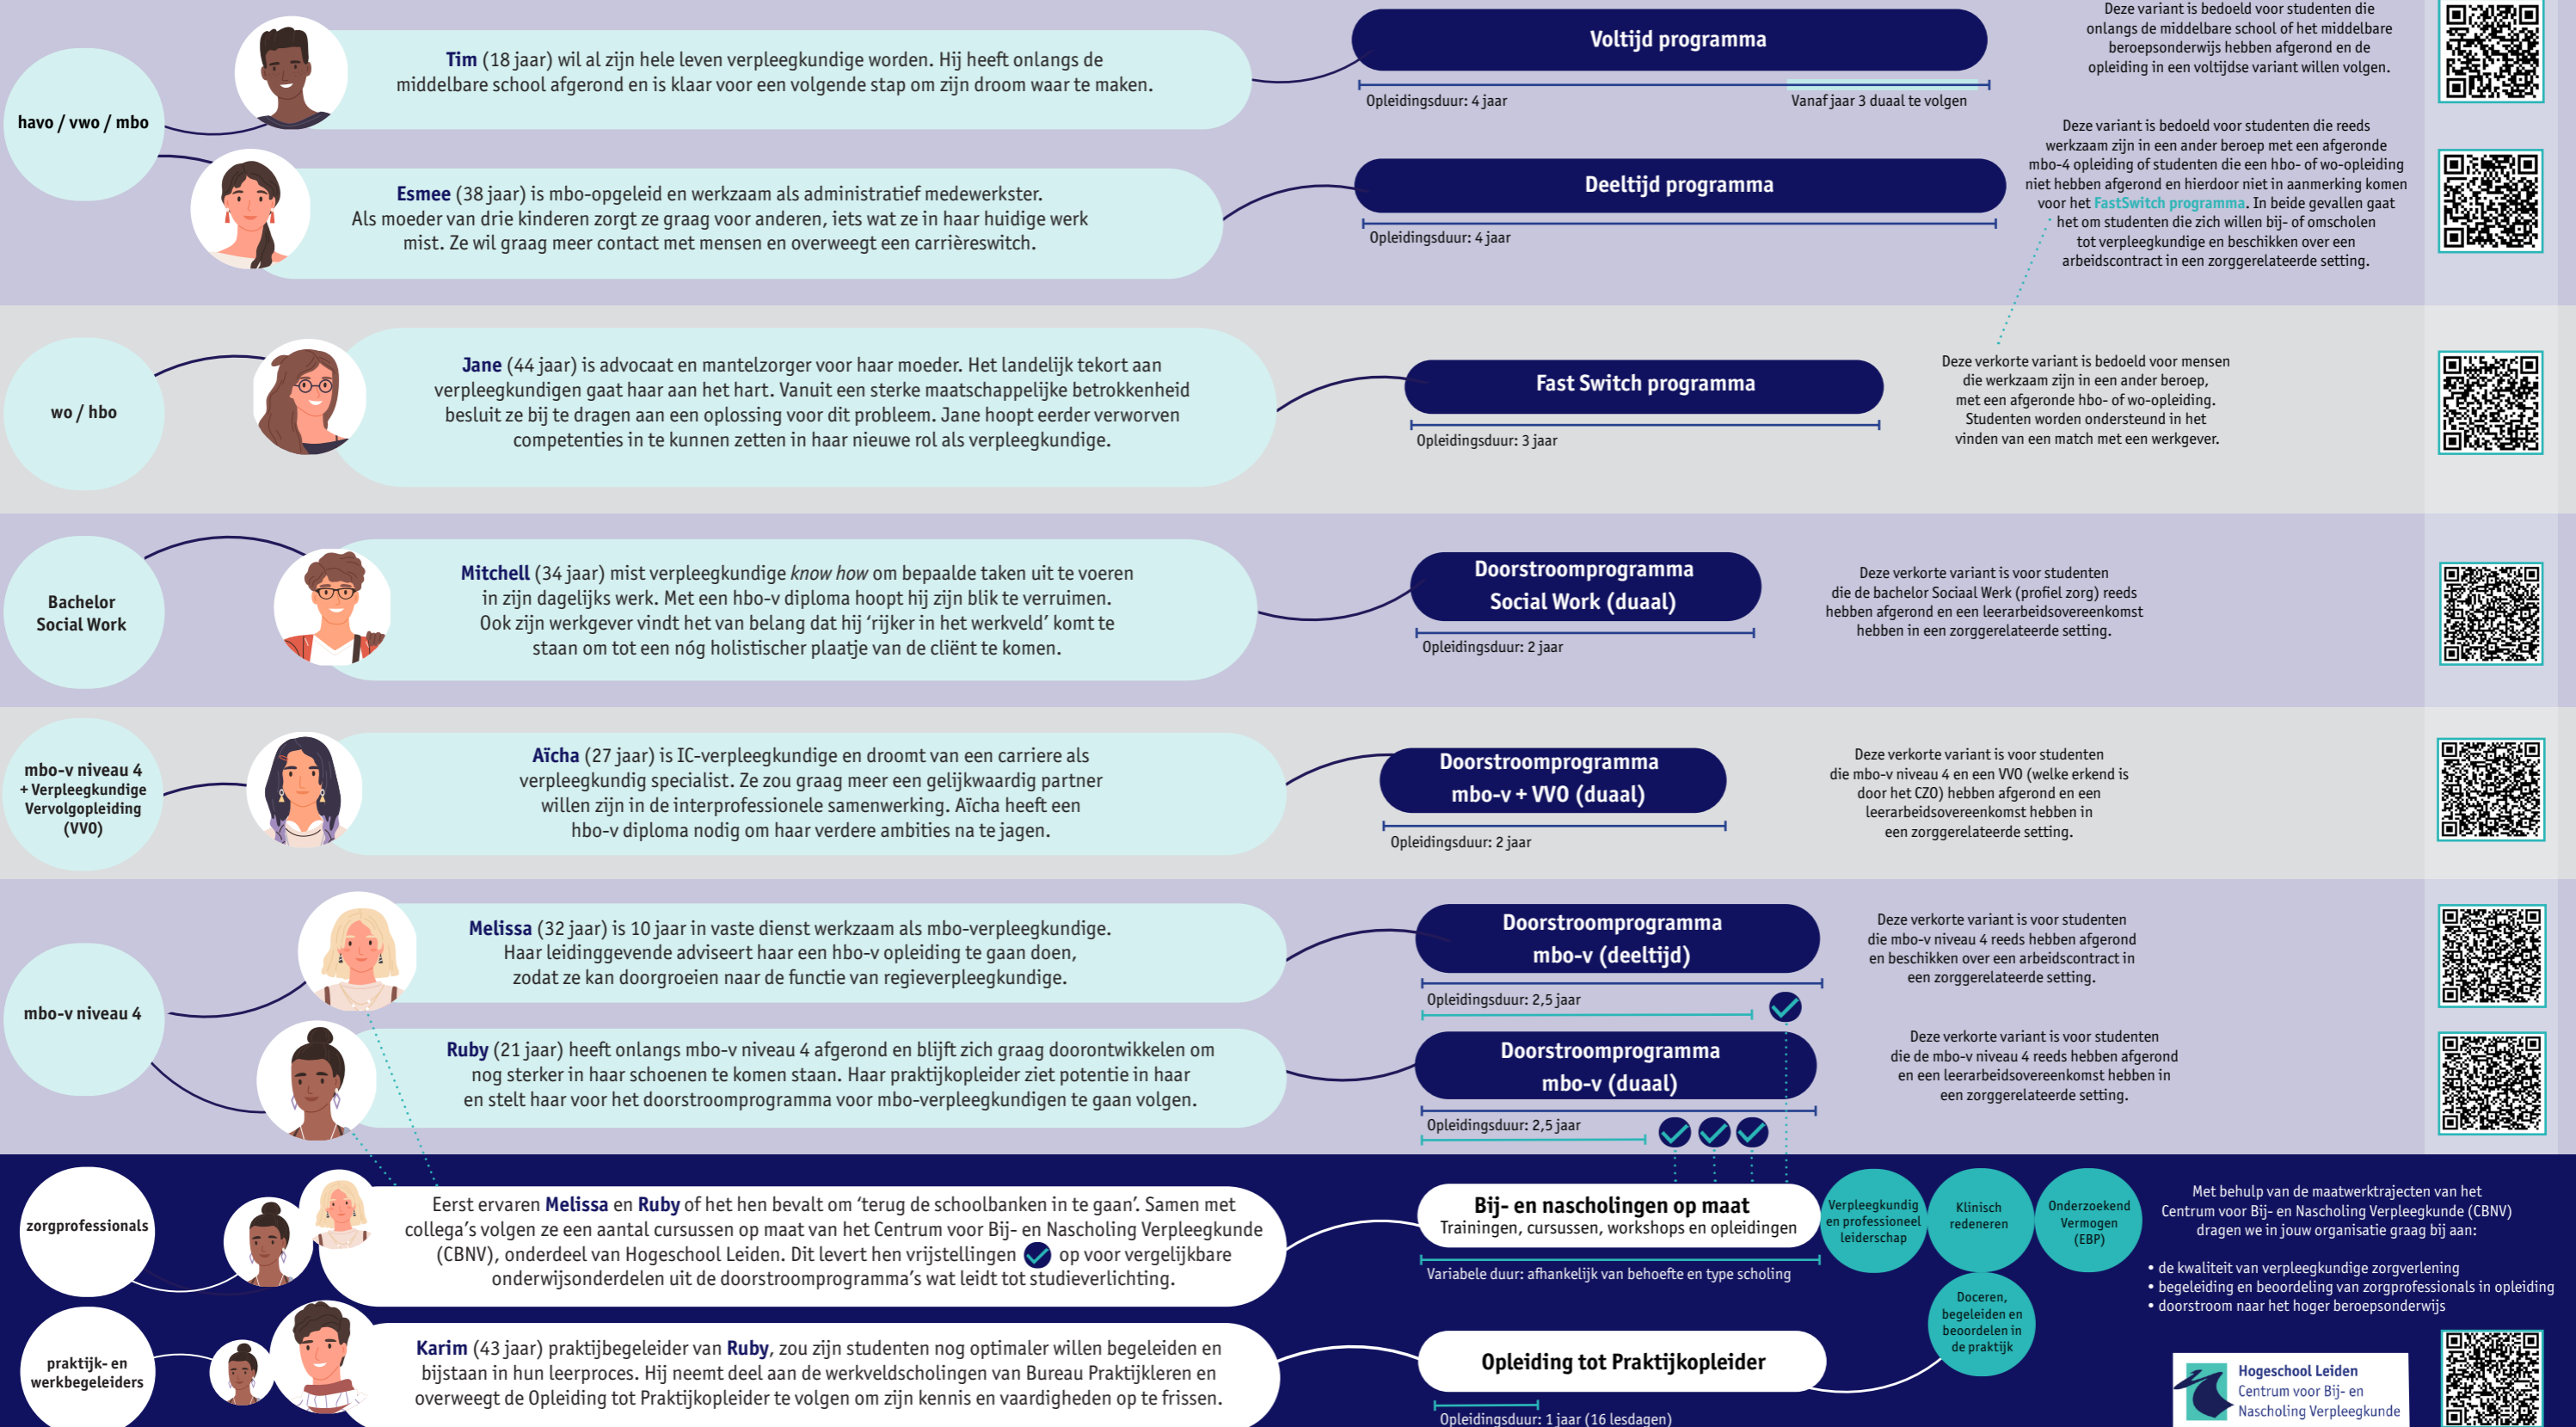 havo / vwo / mbo
Tim (18 jaar) wil al zijn hele leven verpleegkundige worden. Hij heeft onlangs de
middelbare school afgerond en is klaar voor een volgende stap om zijn droom waar te maken.
Voltijd programma
Opleidingsduur: 4 jaar
Vanaf jaar 3 duaal te volgen
Deze variant is bedoeld voor studenten die
onlangs de middelbare school of het middelbare
beroepsonderwijs hebben afgerond en de
opleiding in een voltijdse variant willen volgen.
Esmee (38 jaar) is mbo-opgeleid en werkzaam als administratief medewerkster.
Als moeder van drie kinderen zorgt ze graag voor anderen, iets wat ze in haar huidige werk
mist. Ze wil graag meer contact met mensen en overweegt een carrièreswitch.
Deeltijd programma
Opleidingsduur: 4 jaar
Deze variant is bedoeld voor studenten die reeds
werkzaam zijn in een ander beroep met een afgeronde
mbo-4 opleiding of studenten die een hbo- of wo-opleiding
niet hebben afgerond en hierdoor niet in aanmerking komen
voor het FastSwitch programma. In beide gevallen gaat
het om studenten die zich willen bij- of omscholen
tot verpleegkundige en beschikken over een
arbeidscontract in een zorggerelateerde setting.
wo / hbo
Jane (44 jaar) is advocaat en mantelzorger voor haar moeder. Het landelijk tekort aan
verpleegkundigen gaat haar aan het hart. Vanuit een sterke maatschappelijke betrokkenheid
besluit ze bij te dragen aan een oplossing voor dit probleem. Jane hoopt eerder verworven
competenties in te kunnen zetten in haar nieuwe rol als verpleegkundige.
Fast Switch programma
Opleidingsduur: 3 jaar
Deze verkorte variant is bedoeld voor mensen
die werkzaam zijn in een ander beroep,
met een afgeronde hbo- of wo-opleiding.
Studenten worden ondersteund in het
vinden van een match met een werkgever.
Bachelor
Social Work
Mitchell (34 jaar) mist verpleegkundige know how om bepaalde taken uit te voeren
in zijn dagelijks werk. Met een hbo-v diploma hoopt hij zijn blik te verruimen.
Ook zijn werkgever vindt het van belang dat hij ‘rijker in het werkveld’ komt te
staan om tot een nóg holistischer plaatje van de cliënt te komen.
Doorstroomprogramma
Social Work (duaal)
Opleidingsduur: 2 jaar
Deze verkorte variant is voor studenten
die de bachelor Sociaal Werk (profiel zorg) reeds
hebben afgerond en een leerarbeidsovereenkomst
hebben in een zorggerelateerde setting.
mbo-v niveau 4
+ Verpleegkundige
Vervolgopleiding
(VVO)
Aïcha (27 jaar) is IC-verpleegkundige en droomt van een carriere als
verpleegkundig specialist. Ze zou graag meer een gelijkwaardig partner
willen zijn in de interprofessionele samenwerking. Aïcha heeft een
hbo-v diploma nodig om haar verdere ambities na te jagen.
Doorstroomprogramma
mbo-v + VVO (duaal)
Opleidingsduur: 2 jaar
Deze verkorte variant is voor studenten
die mbo-v niveau 4 en een VVO (welke erkend is
door het CZO) hebben afgerond en een
leerarbeidsovereenkomst hebben in
een zorggerelateerde setting.
mbo-v niveau 4
Melissa (32 jaar) is 10 jaar in vaste dienst werkzaam als mbo-verpleegkundige.
Haar leidinggevende adviseert haar een hbo-v opleiding te gaan doen,
zodat ze kan doorgroeien naar de functie van regieverpleegkundige.
Doorstroomprogramma
mbo-v (deeltijd)
Opleidingsduur: 2,5 jaar
Deze verkorte variant is voor studenten
die mbo-v niveau 4 reeds hebben afgerond
en beschikken over een arbeidscontract in
een zorggerelateerde setting.
Ruby (21 jaar) heeft onlangs mbo-v niveau 4 afgerond en blijft zich graag doorontwikkelen om
nog sterker in haar schoenen te komen staan. Haar praktijkopleider ziet potentie in haar
en stelt haar voor het doorstroomprogramma voor mbo-verpleegkundigen te gaan volgen.
Doorstroomprogramma
mbo-v (duaal)
Opleidingsduur: 2,5 jaar
Deze verkorte variant is voor studenten
die de mbo-v niveau 4 reeds hebben afgerond
en een leerarbeidsovereenkomst hebben in
een zorggerelateerde setting.
zorgprofessionals
Eerst ervaren Melissa en Ruby of het hen bevalt om ‘terug de schoolbanken in te gaan’. Samen met
collega’s volgen ze een aantal cursussen op maat van het Centrum voor Bij- en Nascholing Verpleegkunde
(CBNV), onderdeel van Hogeschool Leiden. Dit levert hen vrijstellingen op voor vergelijkbare
onderwijsonderdelen uit de doorstroomprogramma’s wat leidt tot studieverlichting.
Bij- en nascholingen op maat
Trainingen, cursussen, workshops en opleidingen
Variabele duur: afhankelijk van behoefte en type scholing
Verpleegkundig
en professioneel
leiderschap
Klinisch
redeneren
Onderzoekend
Vermogen
(EBP)
Doceren,
begeleiden en
beoordelen in
de praktijk
Met behulp van de maatwerktrajecten van het
Centrum voor Bij- en Nascholing Verpleegkunde (CBNV)
dragen we in jouw organisatie graag bij aan:
• de kwaliteit van verpleegkundige zorgverlening
• begeleiding en beoordeling van zorgprofessionals in opleiding
• doorstroom naar het hoger beroepsonderwijs
praktijk- en
werkbegeleiders
Karim (43 jaar) praktijbegeleider van Ruby, zou zijn studenten nog optimaler willen begeleiden en
bijstaan in hun leerproces. Hij neemt deel aan de werkveldscholingen van Bureau Praktijkleren en
overweegt de Opleiding tot Praktijkopleider te volgen om zijn kennis en vaardigheden op te frissen.
Opleiding tot Praktijkopleider
Opleidingsduur: 1 jaar (16 lesdagen)
Hogeschool Leiden
Centrum voor Bij- en
Nascholing Verpleegkunde